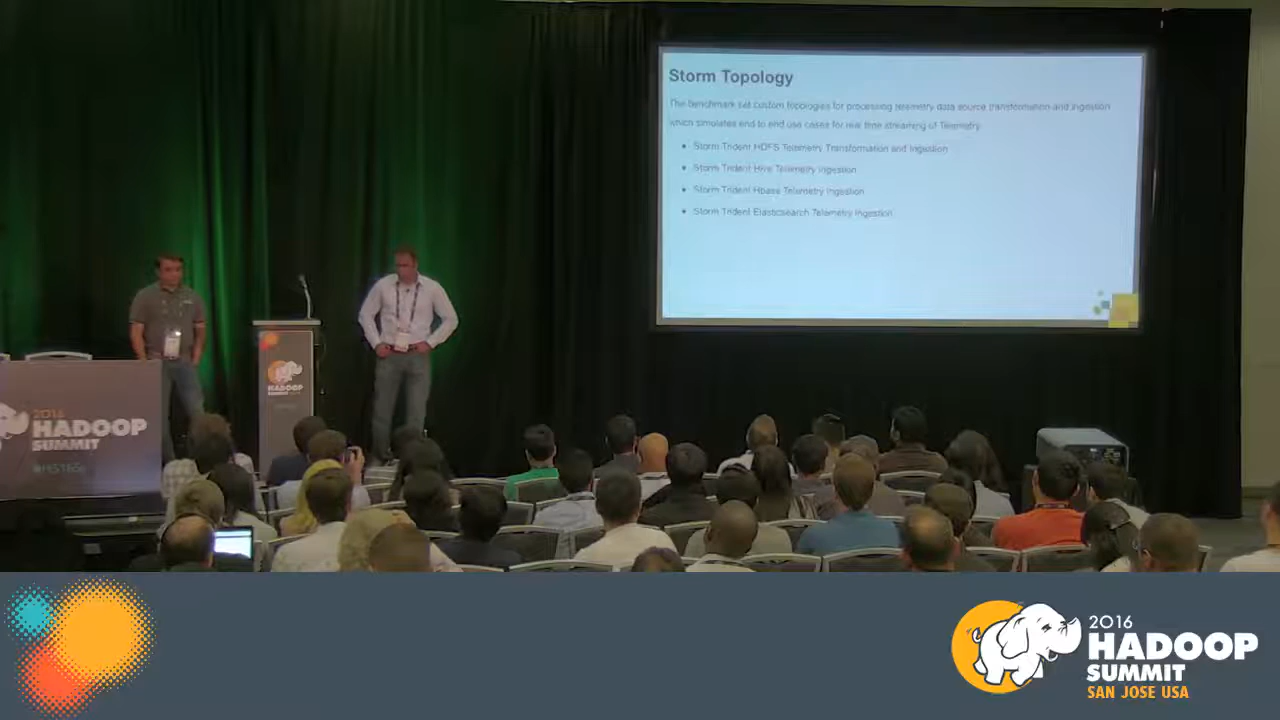 Storm Topology
The benchmark set custom topologies for processing telemetry data source transformation and ingestion
which simulates end to end use cases for real time streaming of Telemetry
• Storm Trident HDFS Telemetry Transformation and Ingestion
• Storm Trident Hive Telemetry Ingestion
• Storm Trident Hbase Telemetry Ingestion
• Storm Trident Elasticsearch Telemetry Ingestion
HADOOP
SUMMIT
2016
HADOOP
SUMMIT
#HS16SJ
2016
HADOOP
SUMMIT
SAN JOSE USA